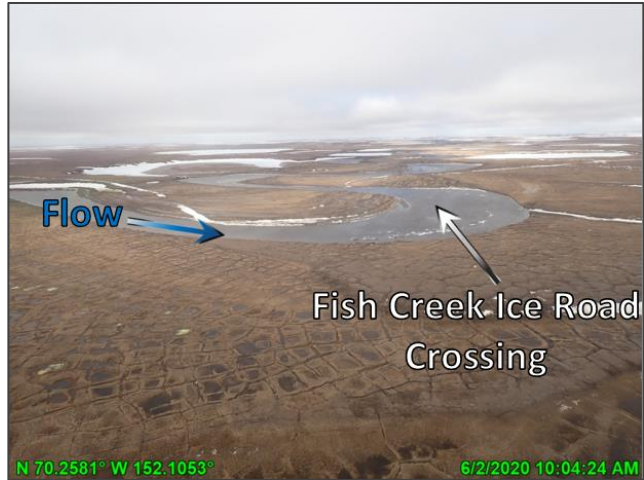 Flow
Fish Creek Ice Road
Crossing
N 70.2581° W 152.1053°
6/2/2020 10:04:24 AM